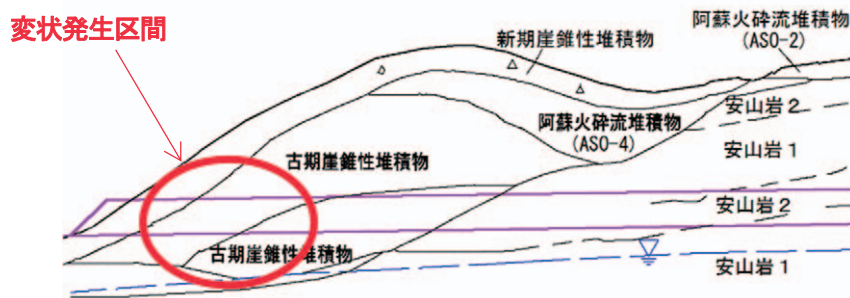 変状発生区間
阿蘇火砕流堆積物
(ASO-2)
新期崖錐性堆積物
安山岩2
阿蘇火砕流堆積物
(ASO-4)
安山岩1
古期崖錐性堆積物
安山岩2
古期崖錐性堆積物
安山岩1